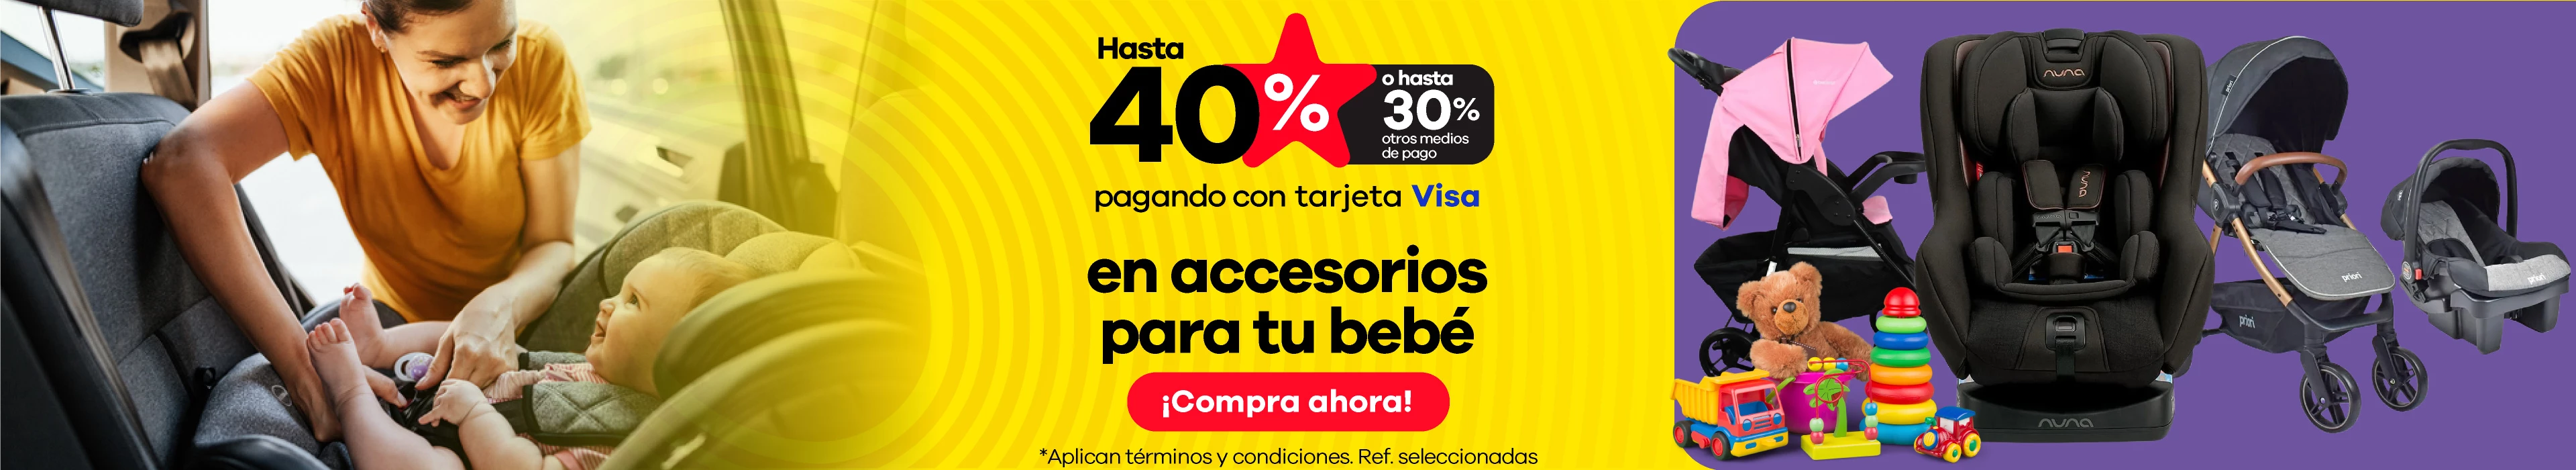 Hasta
40%
o hasta
30%
otros medios
de pago
pagando con tarjeta Visa
en accesorios
para tu bebé
¡Compra ahora!
*Aplican términos y condiciones. Ref. seleccionadas
nuna
nuna
nuna
priori
priori
priori